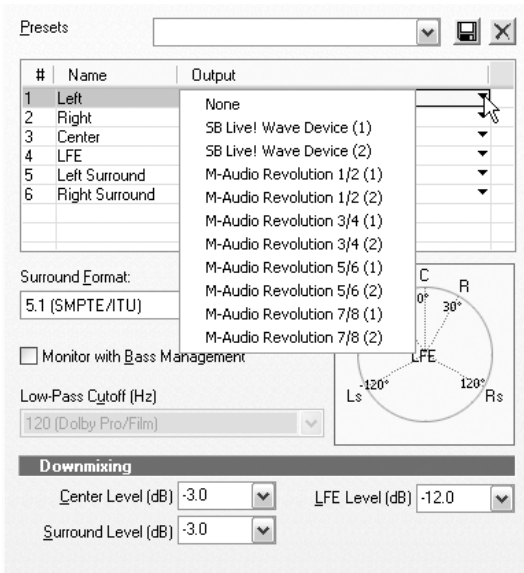 Presets
# Name Output
1 Left
2 Right
3 Center
4 LFE
5 Left Surround
6 Right Surround
None
SB Live! Wave Device (1)
SB Live! Wave Device (2)
M-Audio Revolution 1/2 (1)
M-Audio Revolution 1/2 (2)
M-Audio Revolution 3/4 (1)
M-Audio Revolution 3/4 (2)
M-Audio Revolution 5/6 (1)
M-Audio Revolution 5/6 (2)
M-Audio Revolution 7/8 (1)
M-Audio Revolution 7/8 (2)
Surround Format:
5.1 (SMPTE/ITU)
C
R
0°
30°
LFE
-120°
120°
Ls
Rs
Monitor with Bass Management
Low-Pass Cutoff (Hz)
120 (Dolby Pro/Film)
Downmixing
Center Level (dB) -3.0
LFE Level (dB) -12.0
Surround Level (dB) -3.0